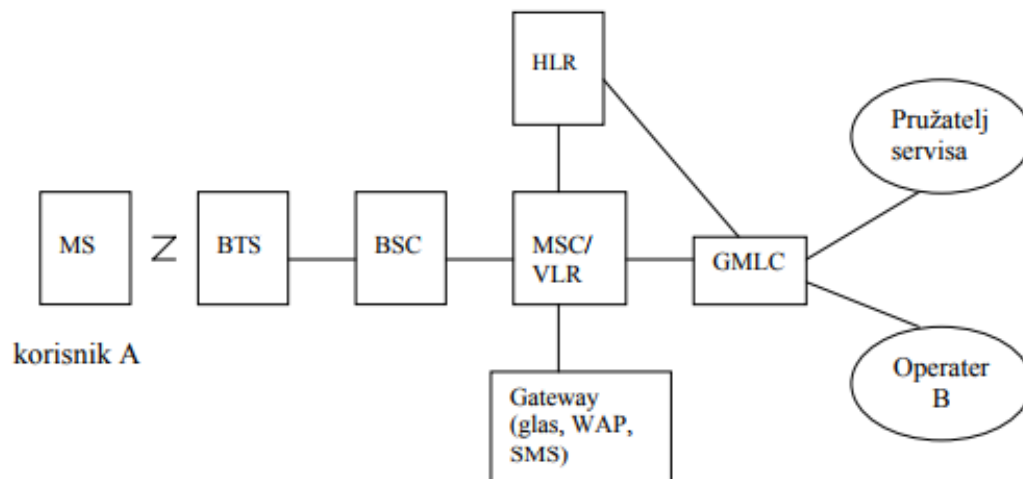 HLR
Pružatelj
servisa
MS
BTS
BSC
MSC/
VLR
GMLC
korisnik A
Gateway
(glas, WAP,
SMS)
Operater
B